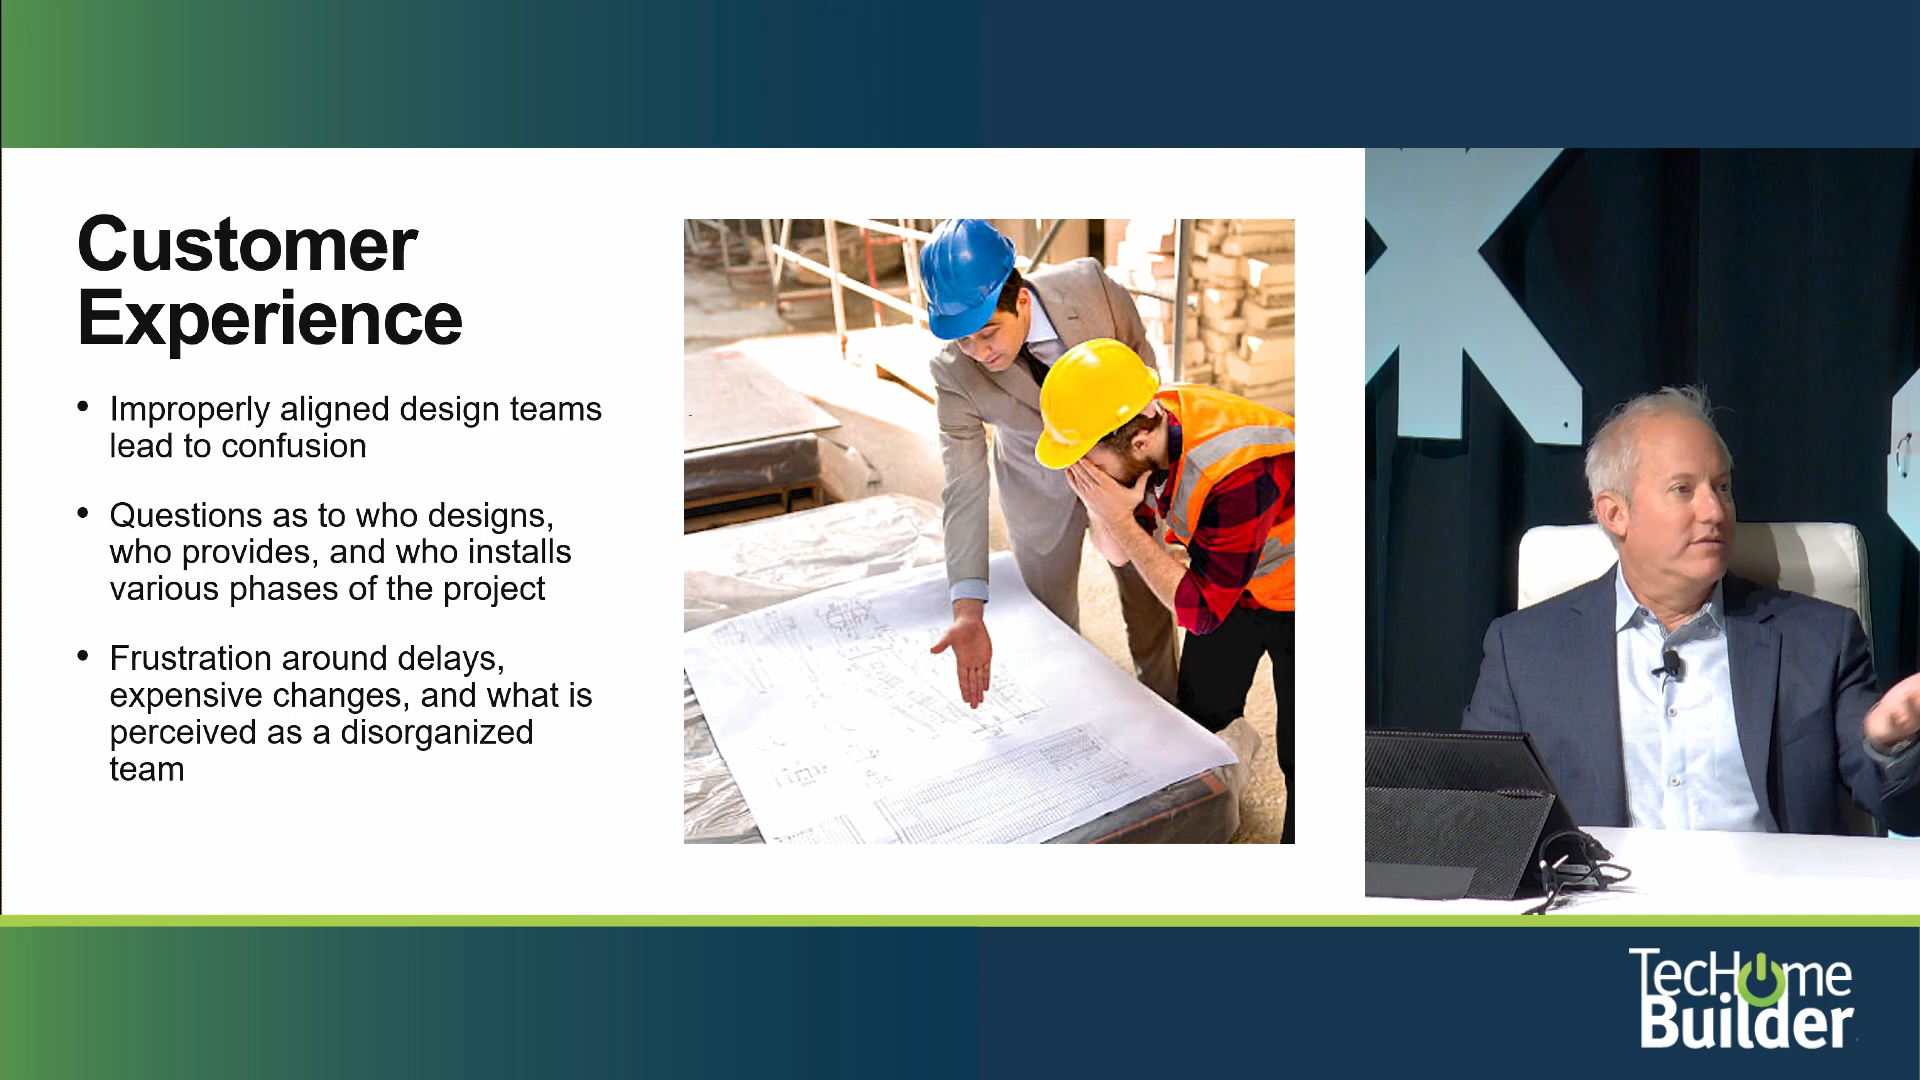 Customer
Experience
• Improperly aligned design teams
lead to confusion
• Questions as to who designs,
who provides, and who installs
various phases of the project
• Frustration around delays,
expensive changes, and what is
perceived as a disorganized
team
TecHome
Builder